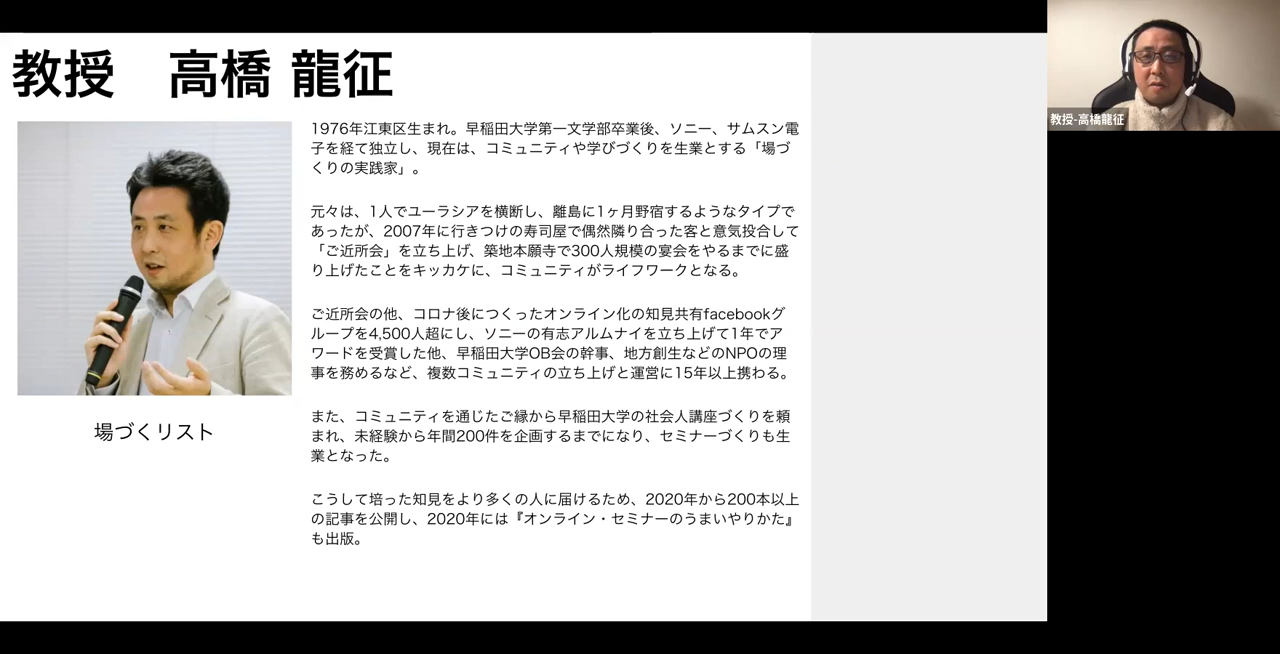 教授　高橋 龍征
1976年江東区生まれ。早稲田大学第一文学部卒業後、ソニー、サムスン電
子を経て独立し、現在は、コミュニティや学びづくりを生業とする「場づ
くりの実践家」。
元々は、1人でユーラシアを横断し、離島に1ヶ月野宿するようなタイプで
あったが、2007年に行きつけの寿司屋で偶然隣り合った客と意気投合して
「ご近所会」を立ち上げ、築地本願寺で300人規模の宴会をやるまでに盛
り上げたことをキッカケに、コミュニティがライフワークとなる。
ご近所会の他、コロナ後につくったオンライン化の知見共有facebookグ
ループを4,500人超にし、ソニーの有志アルムナイを立ち上げて1年でア
ワードを受賞した他、早稲田大学OB会の幹事、地方創生などのNPOの理
事を務めるなど、複数コミュニティの立ち上げと運営に15年以上携わる。
また、コミュニティを通じたご縁から早稲田大学の社会人講座づくりを頼
まれ、未経験から年間200件を企画するまでになり、セミナーづくりも生
業となった。
こうして培った知見をより多くの人に届けるため、2020年から200本以上
の記事を公開し、2020年には『オンライン・セミナーのうまいやりかた』
も出版。
場づくリスト
教授-高橋龍征